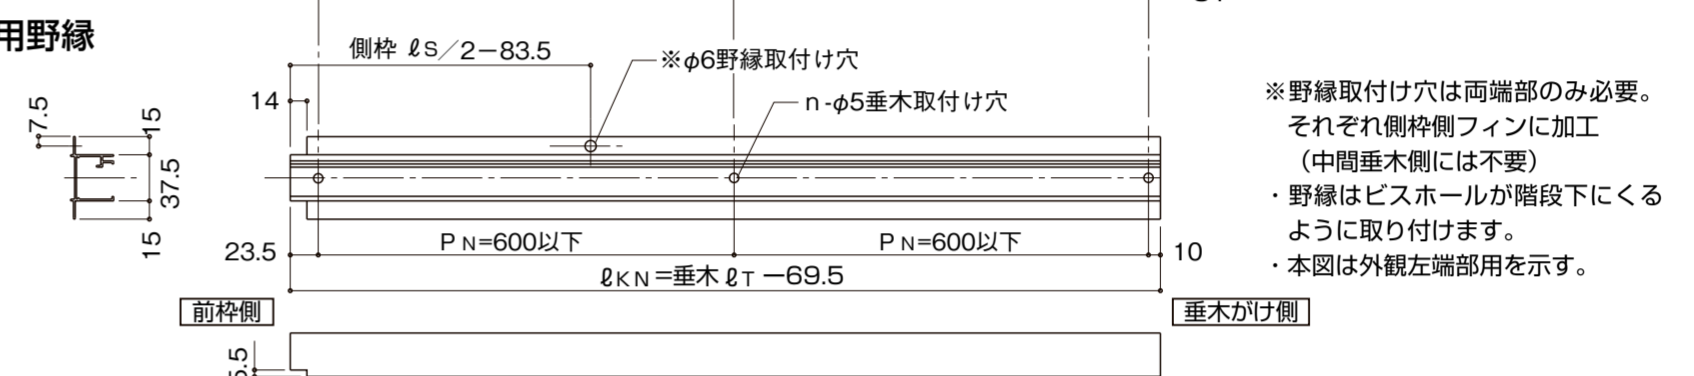 用野縁
側枠 ℓS／2−83.5
※φ6野縁取付け穴
14
n-φ5垂木取付け穴
7.5
15
37.5
15
23.5
PN=600以下
PN=600以下
10
ℓKN=垂木ℓT−69.5
前枠側
垂木がけ側
※野縁取付け穴は両端部のみ必要。
それぞれ側枠側フィンに加工
（中間垂木側には不要）
・野縁はビスホールが階段下にくる
ように取り付けます。
・本図は外観左端部用を示す。
5.5